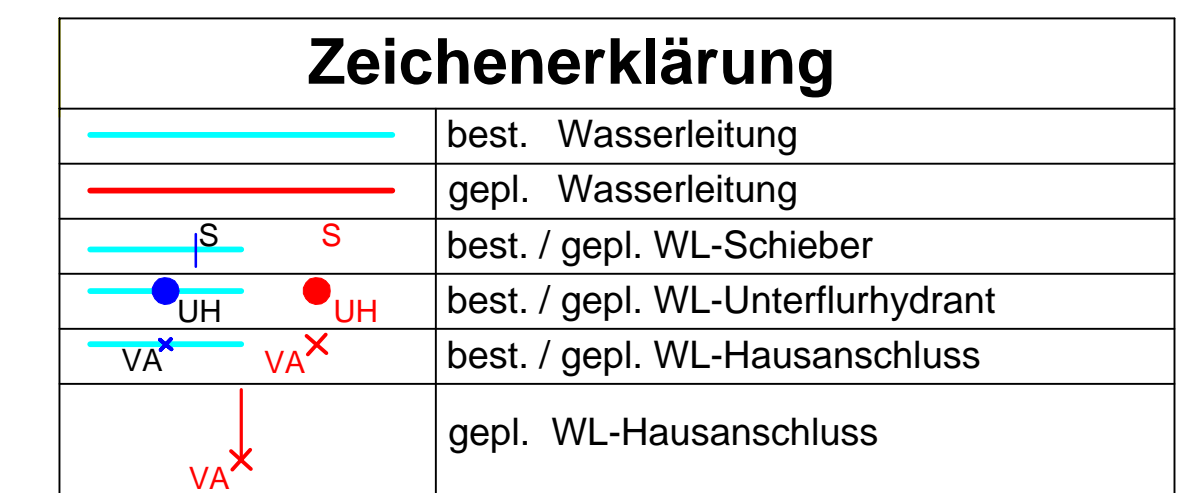 Zeichenerklärung
best. Wasserleitung
gepl. Wasserleitung
S S best. / gepl. WL-Schieber
UH UH best. / gepl. WL-Unterflurhydrant
VA VA best. / gepl. WL-Hausanschluss
VA gepl. WL-Hausanschluss